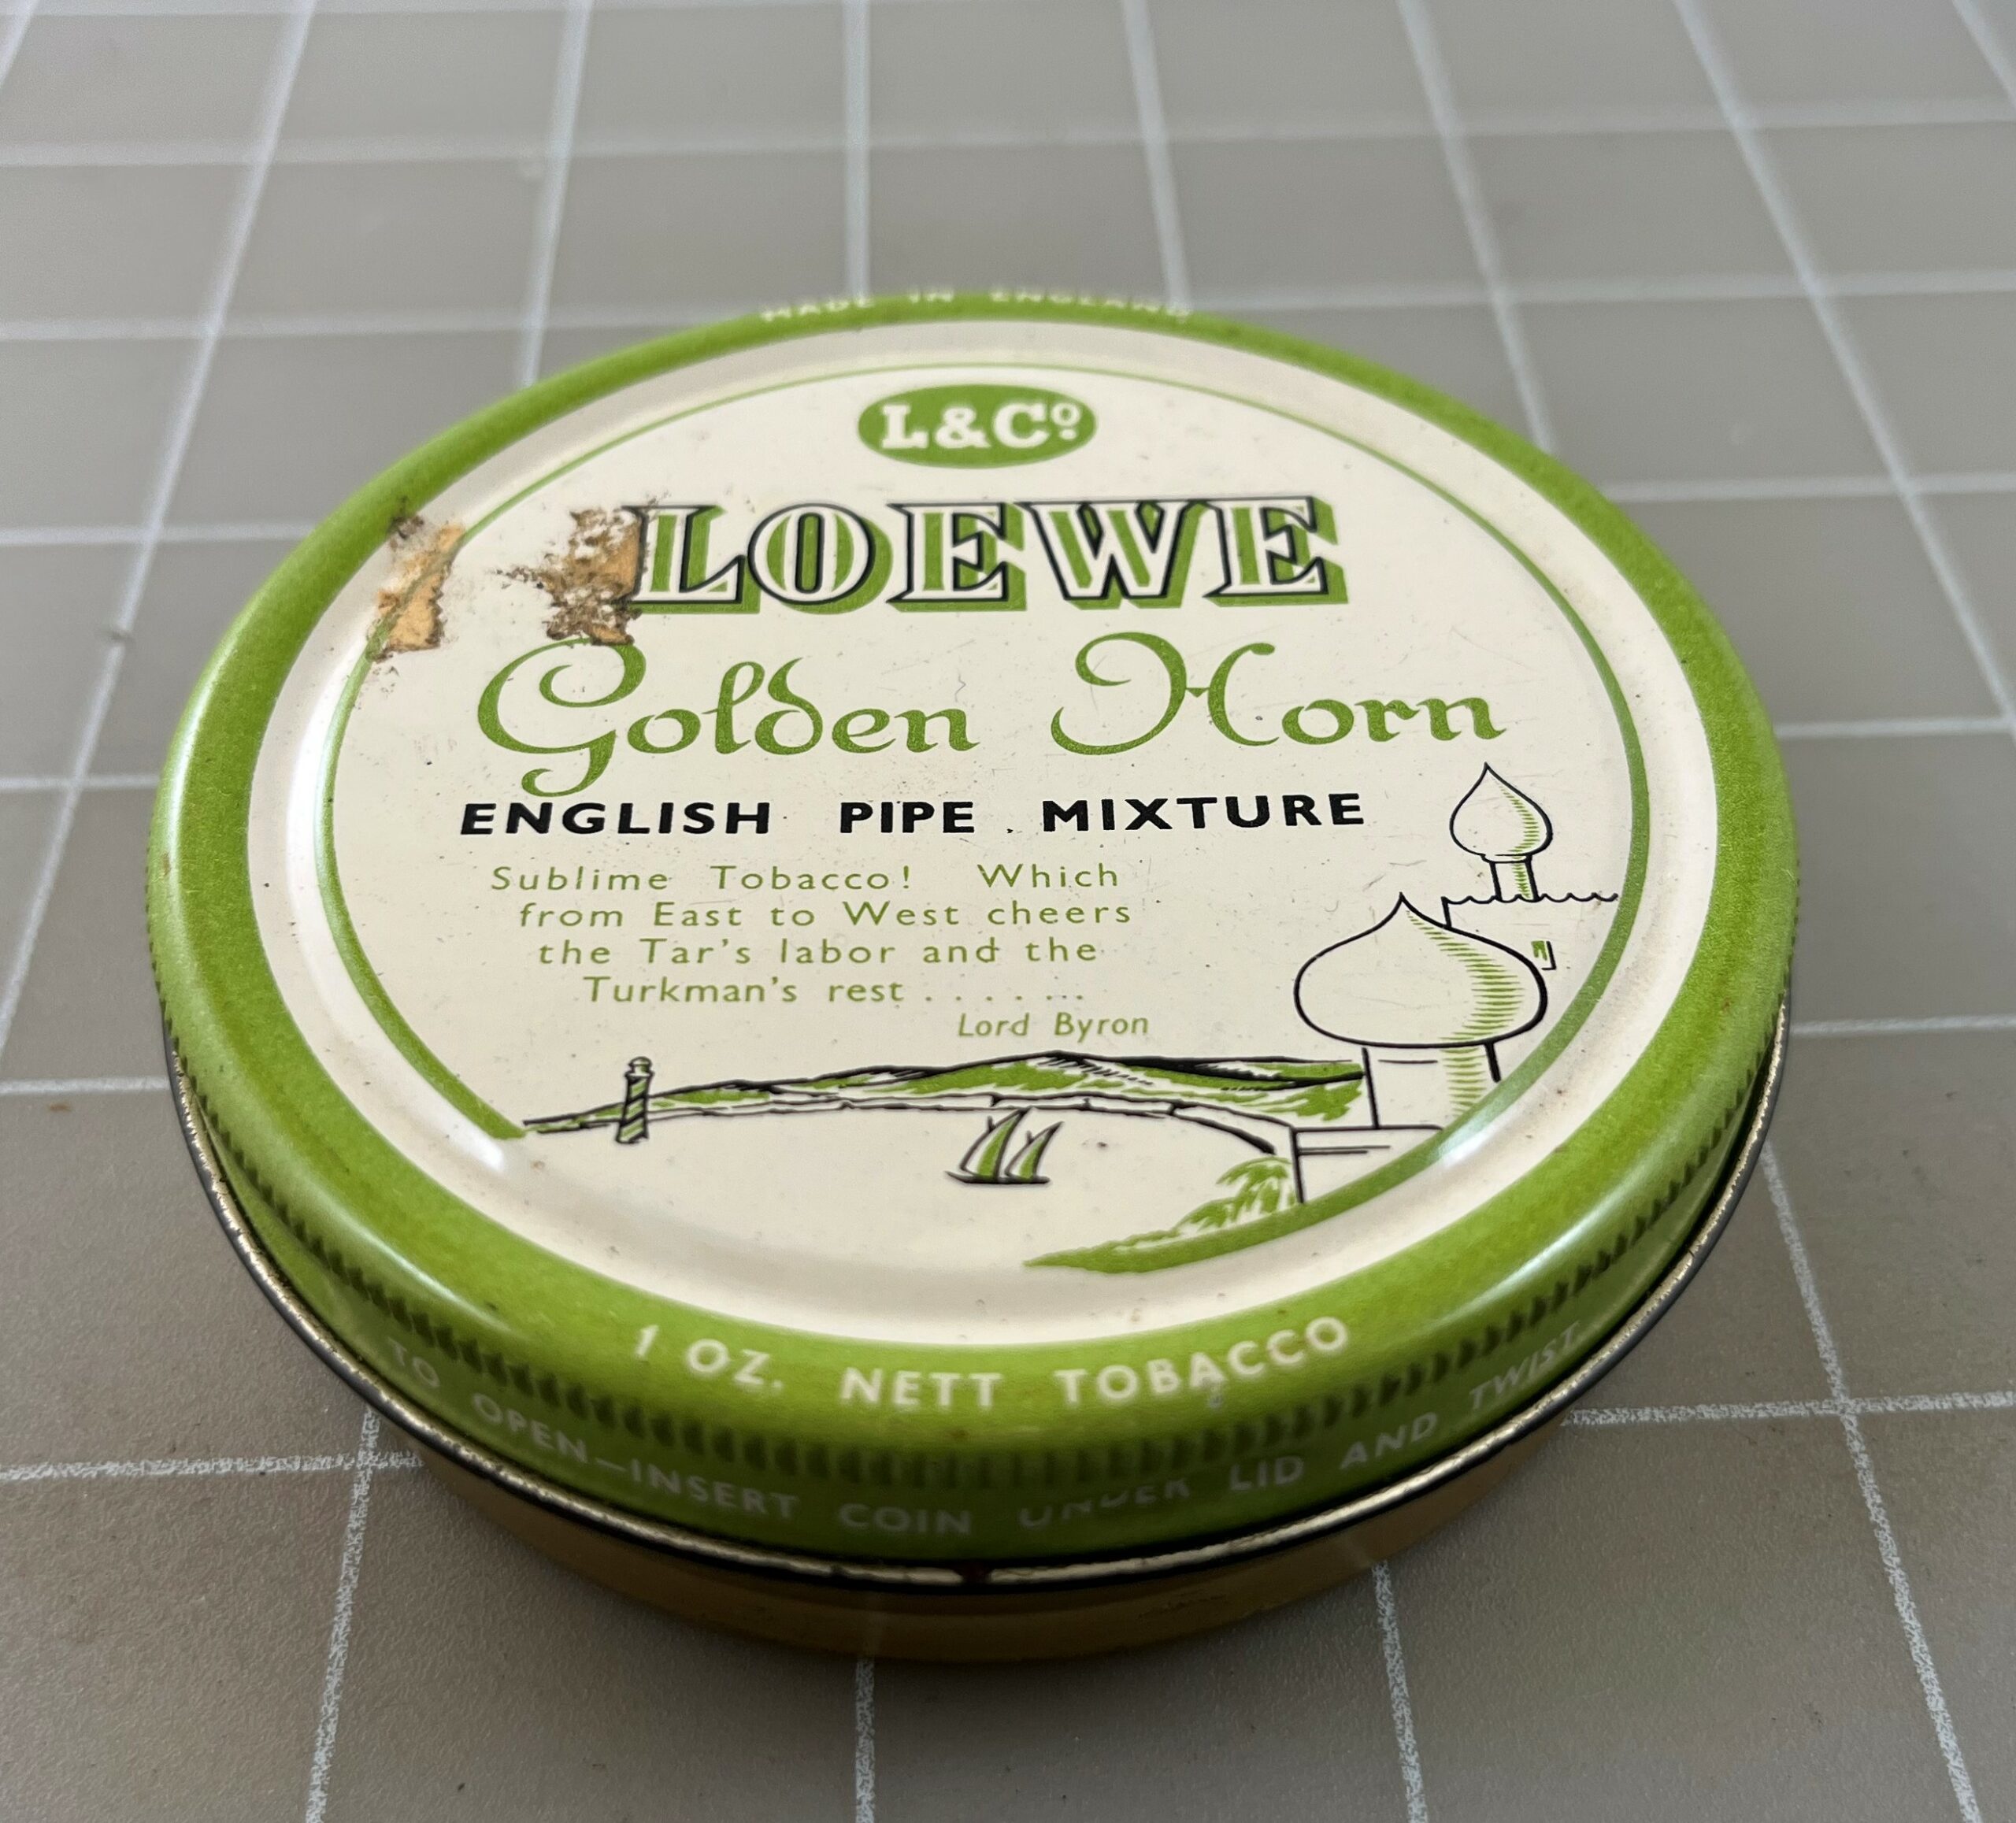 MADE IN ENGLAND
L&Cº
LOEWE
Golden Horn
ENGLISH PIPE MIXTURE
Sublime Tobacco! Which
from East to West cheers
the Tar's labor and the
Turkman's rest .......
Lord Byron
1 OZ. NETT TOBACCO
TO OPEN—INSERT COIN UNDER LID AND TWIST.